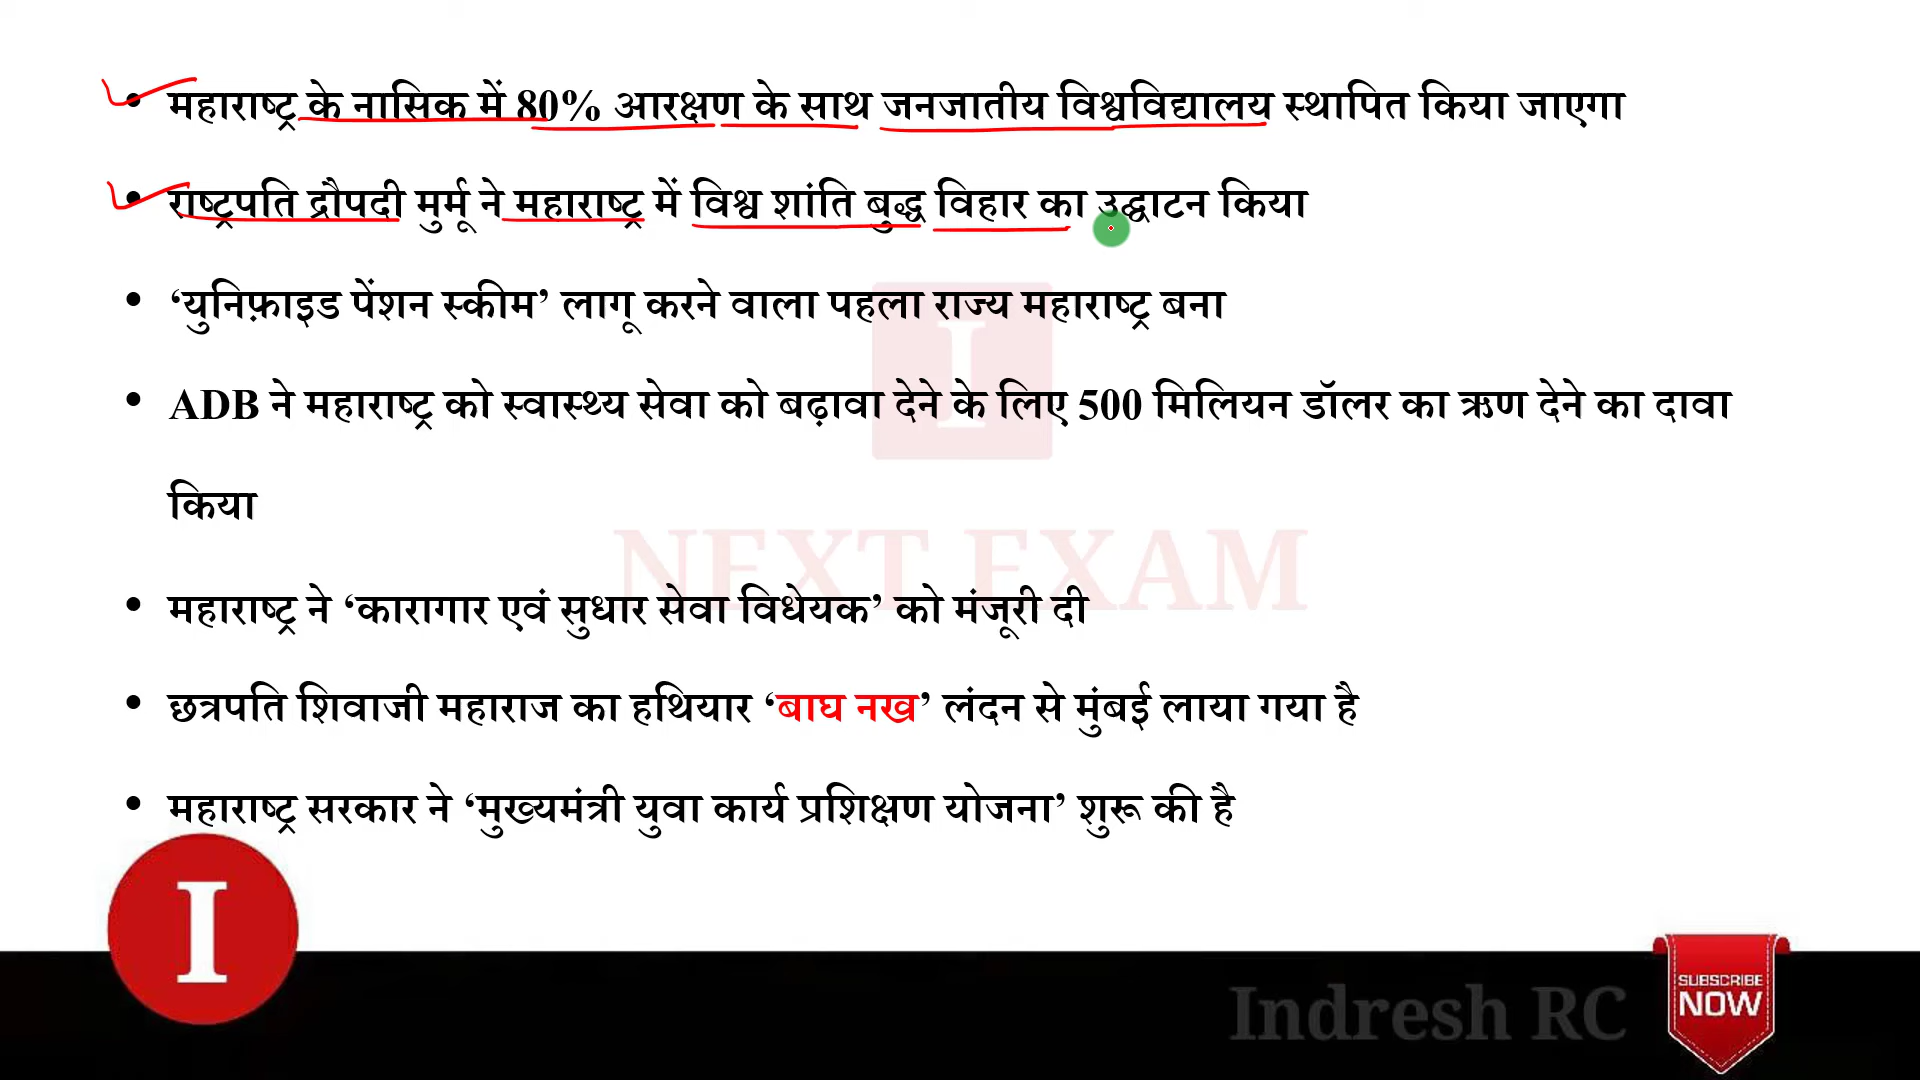 • महाराष्ट्र के नासिक में 80% आरक्षण के साथ जनजातीय विश्वविद्यालय स्थापित किया जाएगा
• राष्ट्रपति द्रौपदी मुर्मू ने महाराष्ट्र में विश्व शांति बुद्ध विहार का उद्घाटन किया
• ‘युनिफ़ाइड पेंशन स्कीम’ लागू करने वाला पहला राज्य महाराष्ट्र बना
• ADB ने महाराष्ट्र को स्वास्थ्य सेवा को बढ़ावा देने के लिए 500 मिलियन डॉलर का ऋण देने का दावा
किया
I
NEXT EXAM
• महाराष्ट्र ने ‘कारागार एवं सुधार सेवा विधेयक’ को मंजूरी दी
• छत्रपति शिवाजी महाराज का हथियार ‘बाघ नख’ लंदन से मुंबई लाया गया है
• महाराष्ट्र सरकार ने ‘मुख्यमंत्री युवा कार्य प्रशिक्षण योजना’ शुरू की है
I
Indresh RC
SUBSCRIBE
NOW